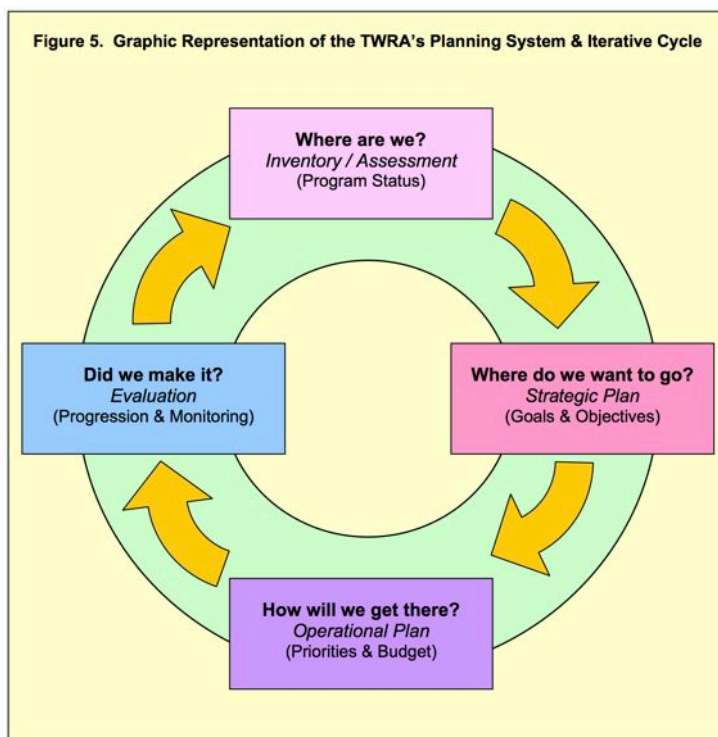 Figure 5. Graphic Representation of the TWRA's Planning System & Iterative Cycle
Where are we?
Inventory / Assessment
(Program Status)
Did we make it?
Evaluation
(Progression & Monitoring)
Where do we want to go?
Strategic Plan
(Goals & Objectives)
How will we get there?
Operational Plan
(Priorities & Budget)